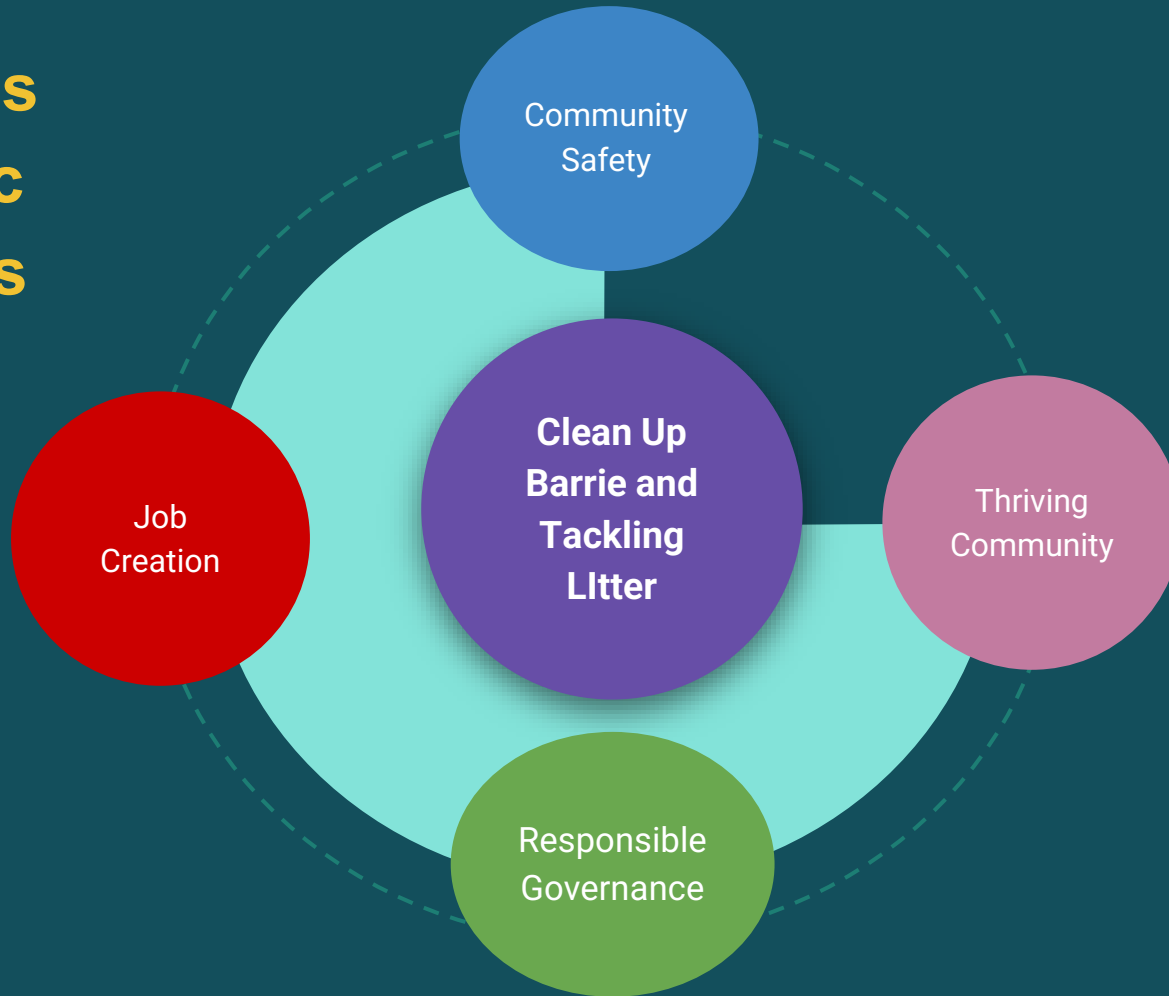 s
c
s
Community
Safety
Clean Up
Barrie and
Tackling
LItter
Thriving
Community
Job
Creation
Responsible
Governance